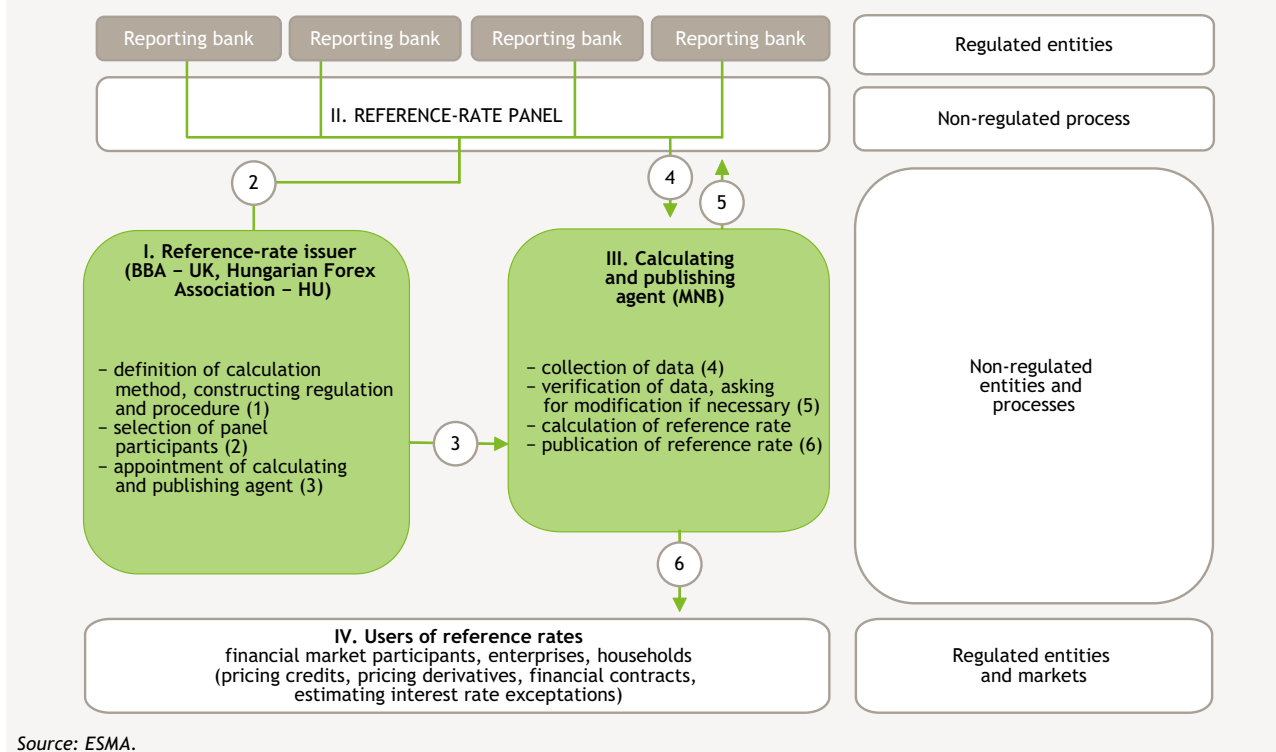 Reporting bank
Reporting bank
Reporting bank
Reporting bank
Regulated entities
II. REFERENCE-RATE PANEL
Non-regulated process
2
4
5
I. Reference-rate issuer
(BBA – UK, Hungarian Forex
Association – HU)
– definition of calculation
method, constructing regulation
and procedure (1)
– selection of panel
participants (2)
– appointment of calculating
and publishing agent (3)
3
III. Calculating
and publishing
agent (MNB)
– collection of data (4)
– verification of data, asking
for modification if necessary (5)
– calculation of reference rate
– publication of reference rate (6)
Non-regulated
entities and
processes
6
IV. Users of reference rates
financial market participants, enterprises, households
(pricing credits, pricing derivatives, financial contracts,
estimating interest rate exceptations)
Regulated entities
and markets
Source: ESMA.